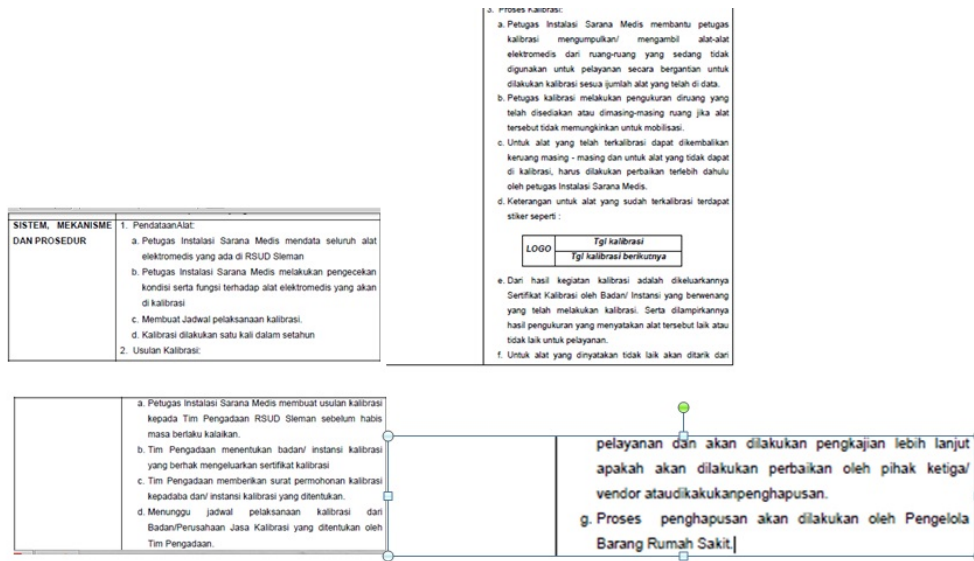 SISTEM, MEKANISME
DAN PROSEDUR
1. PendataanAlat:
a. Petugas Instalasi Sarana Medis mendata seluruh alat
elektromedis yang ada di RSUD Sleman
b. Petugas Instalasi Sarana Medis melakukan pengecekan
kondisi serta fungsi terhadap alat elektromedis yang akan
di kalibrasi
c. Membuat Jadwal pelaksanaan kalibrasi.
d. Kalibrasi dilakukan satu kali dalam setahun
2. Usulan Kalibrasi:
a. Petugas Instalasi Sarana Medis membuat usulan kalibrasi
kepada Tim Pengadaan RSUD Sleman sebelum habis
masa berlaku kalaikan.
b. Tim Pengadaan menentukan badan/ instansi kalibrasi
yang berhak mengeluarkan sertifikat kalibrasi
c. Tim Pengadaan memberikan surat permohonan kalibrasi
kepadaba dan/ instansi kalibrasi yang ditentukan.
d. Menunggu jadwal pelaksanaan kalibrasi dari
Badan/Perusahaan Jasa Kalibrasi yang ditentukan oleh
Tim Pengadaan.
3. Proses Kalibrasi:
a. Petugas Instalasi Sarana Medis membantu petugas
kalibrasi mengumpulkan/ mengambil alat-alat
elektromedis dari ruang-ruang yang sedang tidak
digunakan untuk pelayanan secara bergantian untuk
dilakukan kalibrasi sesua jumlah alat yang telah di data.
b. Petugas kalibrasi melakukan pengukuran diruang yang
telah disediakan atau dimasing-masing ruang jika alat
tersebut tidak memungkinkan untuk mobilisasi.
c. Untuk alat yang telah terkalibrasi dapat dikembalikan
keruang masing - masing dan untuk alat yang tidak dapat
di kalibrasi, harus dilakukan perbaikan terlebih dahulu
oleh petugas Instalasi Sarana Medis.
d. Keterangan untuk alat yang sudah terkalibrasi terdapat
stiker seperti :
LOGO
Tgl kalibrasi
Tgl kalibrasi berikutnya
e. Dari hasil kegiatan kalibrasi adalah dikeluarkannya
Sertifikat Kalibrasi oleh Badan/ Instansi yang berwenang
yang telah melakukan kalibrasi. Serta dilampirkannya
hasil pengukuran yang menyatakan alat tersebut laik atau
tidak laik untuk pelayanan.
f. Untuk alat yang dinyatakan tidak laik akan ditarik dari
pelayanan dan akan dilakukan pengkajian lebih lanjut
apakah akan dilakukan perbaikan oleh pihak ketiga/
vendor ataudikakukanpenghapusan.
g. Proses penghapusan akan dilakukan oleh Pengelola
Barang Rumah Sakit.